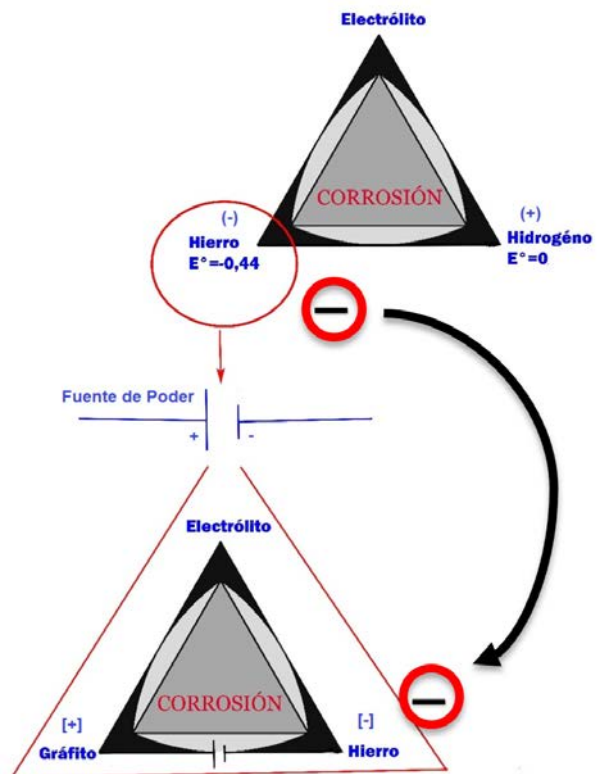 Electrólito
CORROSIÓN
(-)
Hierro
E°=-0,44
(+)
Hidrogéno
E°=0
Fuente de Poder
+ -
Electrólito
CORROSIÓN
[+]
Gráfito
[-]
Hierro